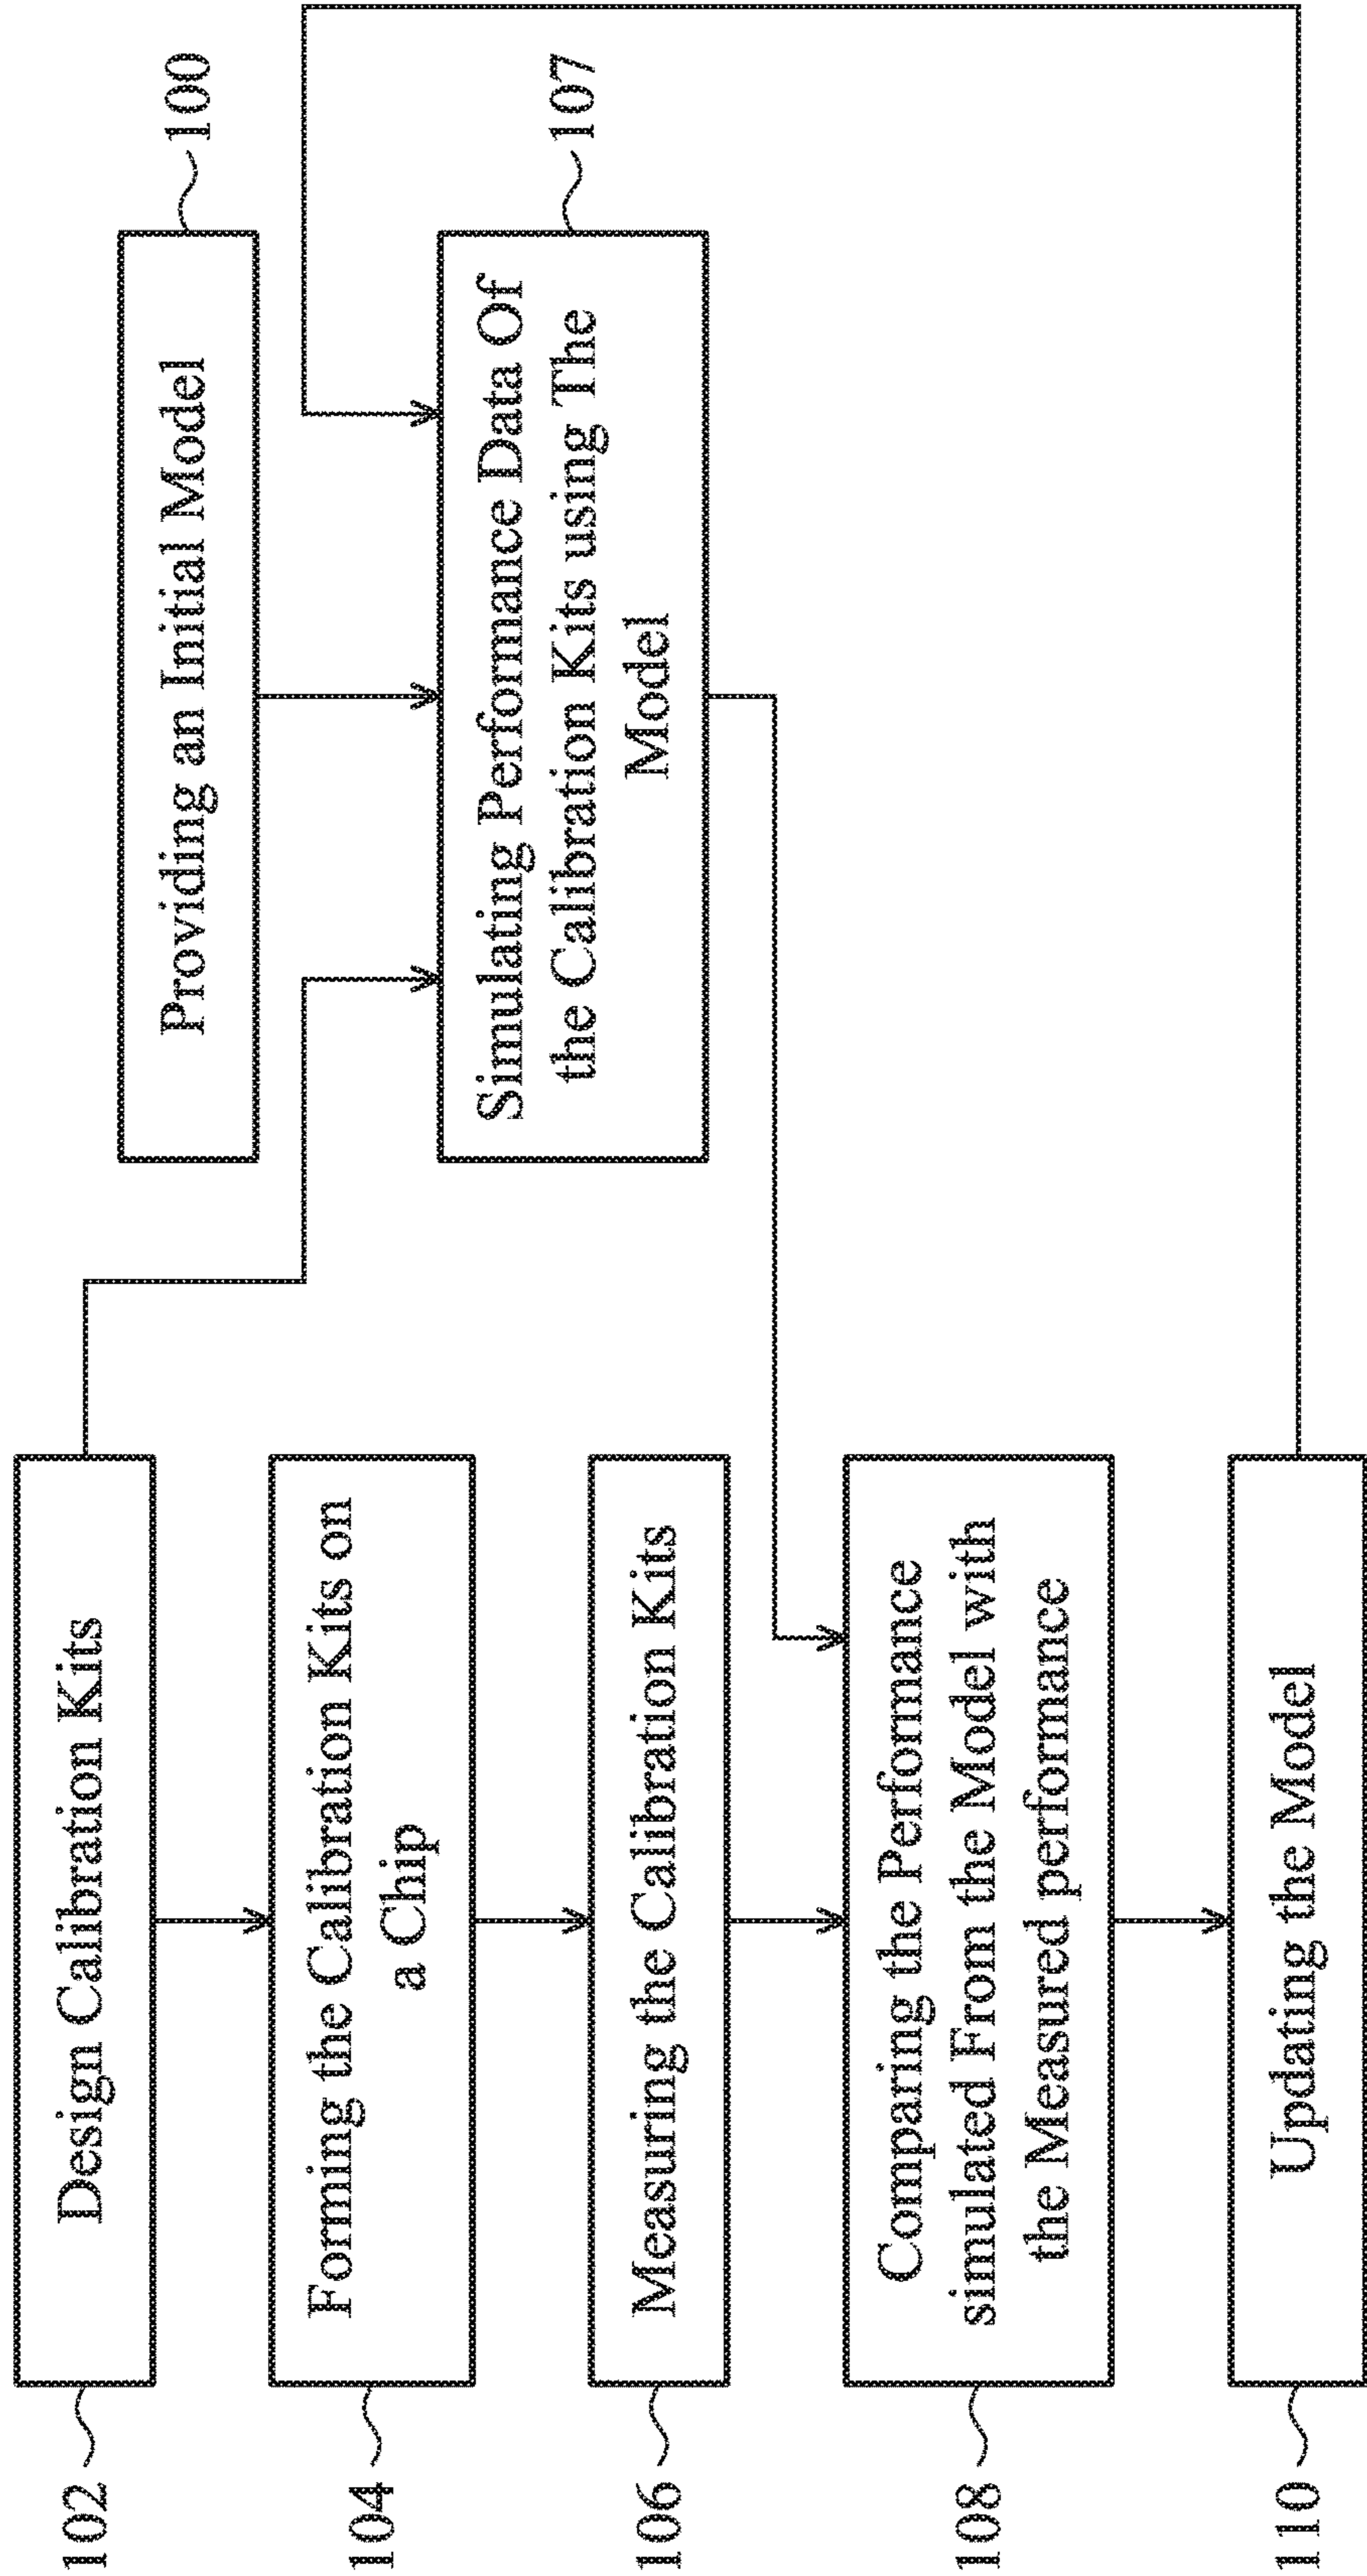 102
Design Calibration Kits
104
Forming the Calibration Kits on
a Chip
106
Measuring the Calibration Kits
108
Comparing the Performance
simulated From the Model with
the Measured performance
110
Updating the Model
Providing an Initial Model
100
Simulating Performance Data Of
the Calibration Kits using The
Model
107